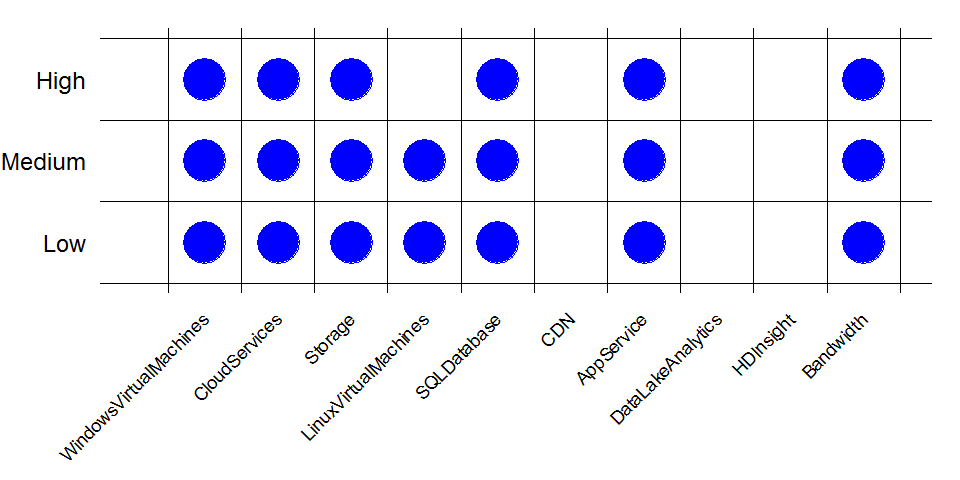 High
Medium
Low
WindowsVirtualMachines
CloudServices
Storage
LinuxVirtualMachines
SQLDatabase
CDN
AppService
DataLakeAnalytics
HDInsight
Bandwidth